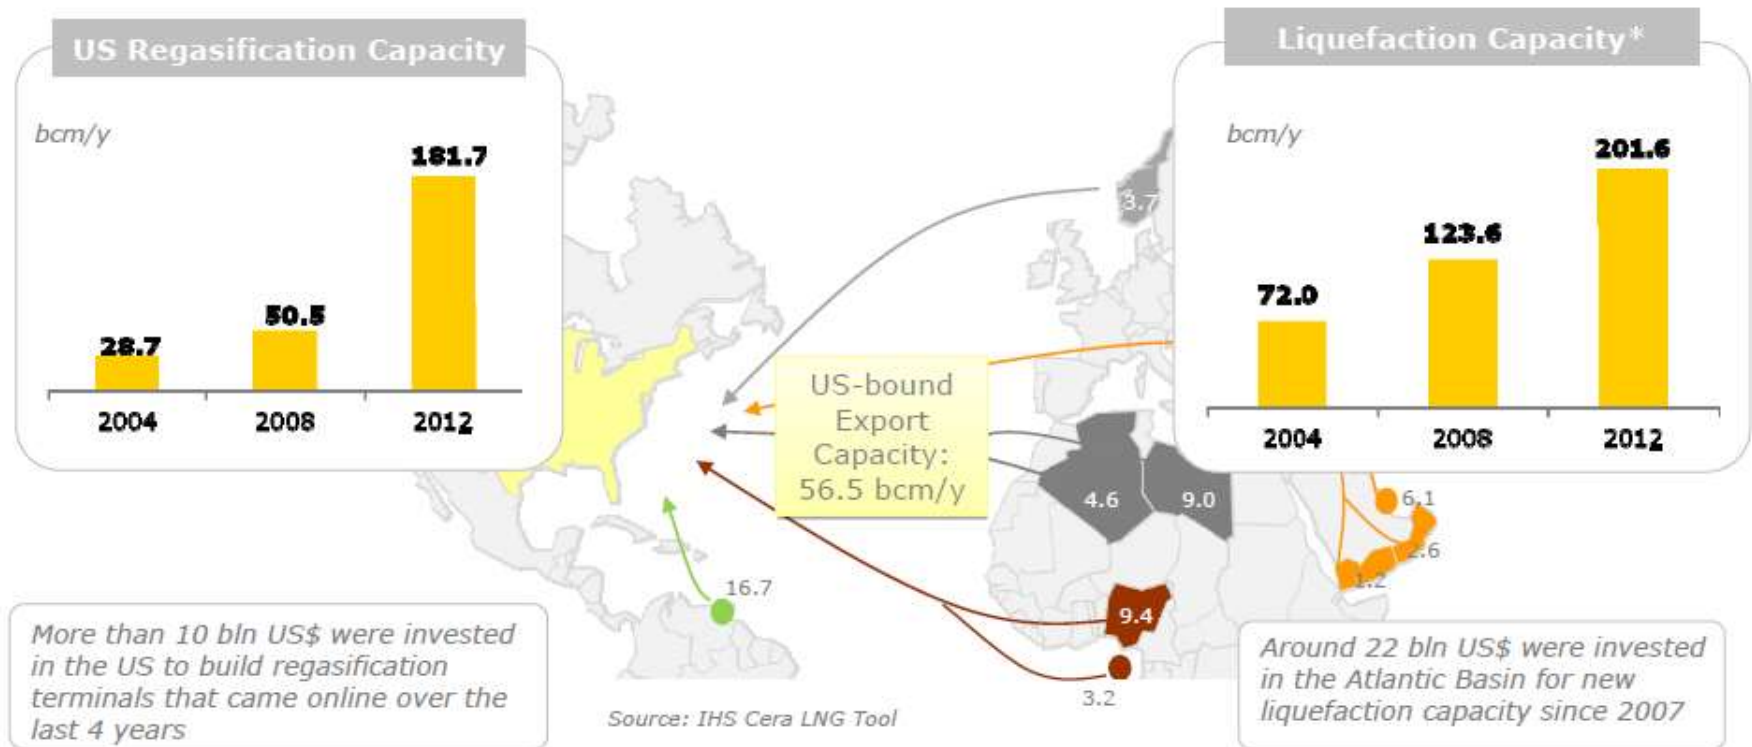 US Regasification Capacity
bcm/y
28.7
50.5
181.7
2004
2008
2012
Liquefaction Capacity*
bcm/y
72.0
123.6
201.6
2004
2008
2012
US-bound
Export
Capacity:
56.5 bcm/y
3.7
4.6
9.0
6.1
2.6
1.2
9.4
3.2
16.7
More than 10 bln US$ were invested
in the US to build regasification
terminals that came online over the
last 4 years
Source: IHS Cera LNG Tool
Around 22 bln US$ were invested
in the Atlantic Basin for new
liquefaction capacity since 2007